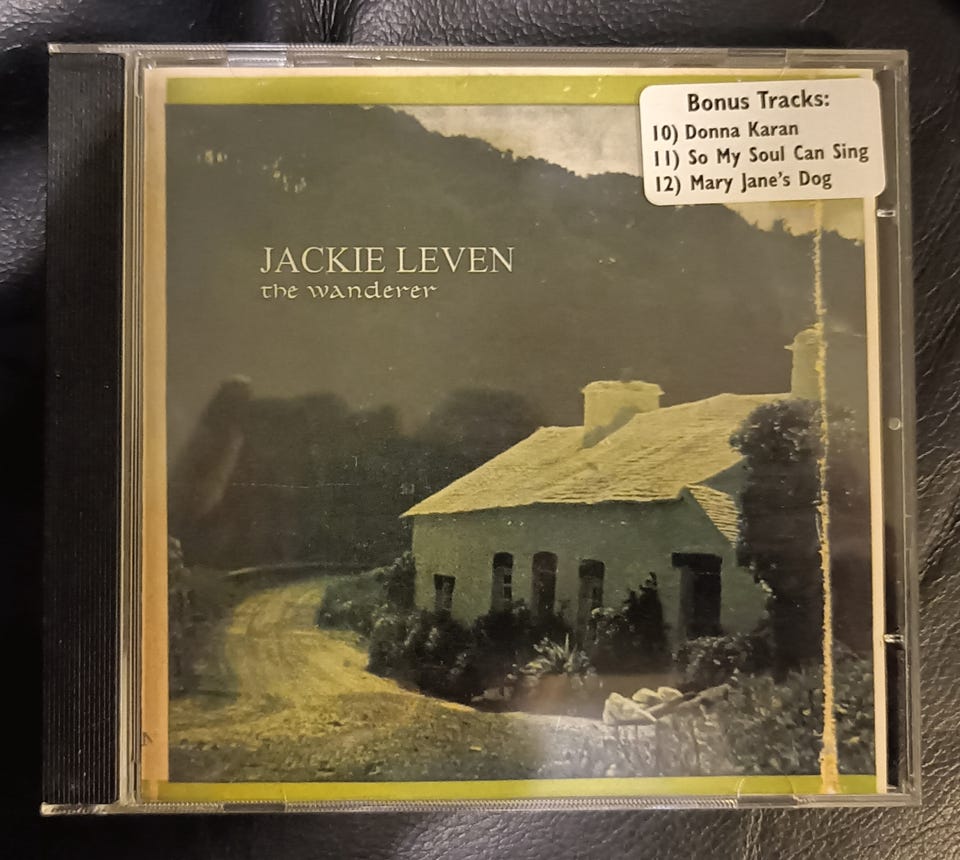 Bonus Tracks:
10) Donna Karan
11) So My Soul Can Sing
12) Mary Jane's Dog
JACKIE LEVEN
the wanderer